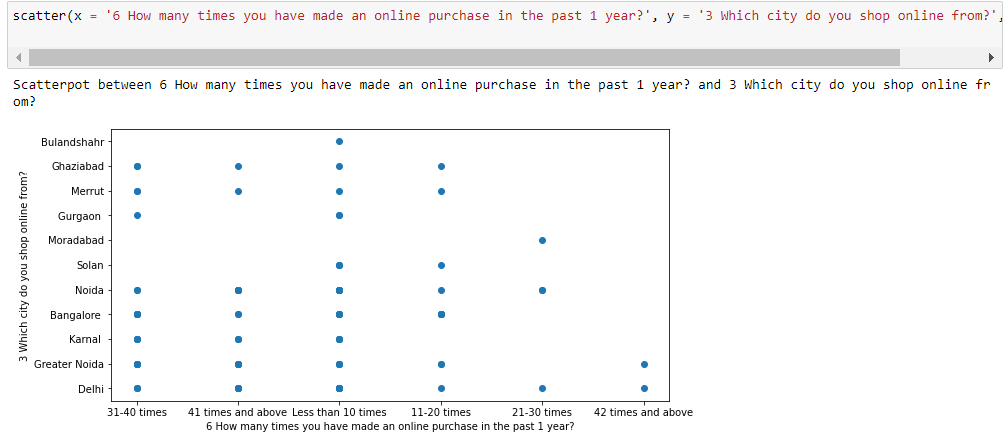 scatter(x = '6 How many times you have made an online purchase in the past 1 year?', y = '3 Which city do you shop online from?',
Scatterpot between 6 How many times you have made an online purchase in the past 1 year? and 3 Which city do you shop online fr
om?
3 Which city do you shop online from?
Bulandshahr
Ghaziabad
Merrut
Gurgaon
Moradabad
Solan
Noida
Bangalore
Karnal
Greater Noida
Delhi
31-40 times 41 times and above Less than 10 times 11-20 times 21-30 times 42 times and above
6 How many times you have made an online purchase in the past 1 year?